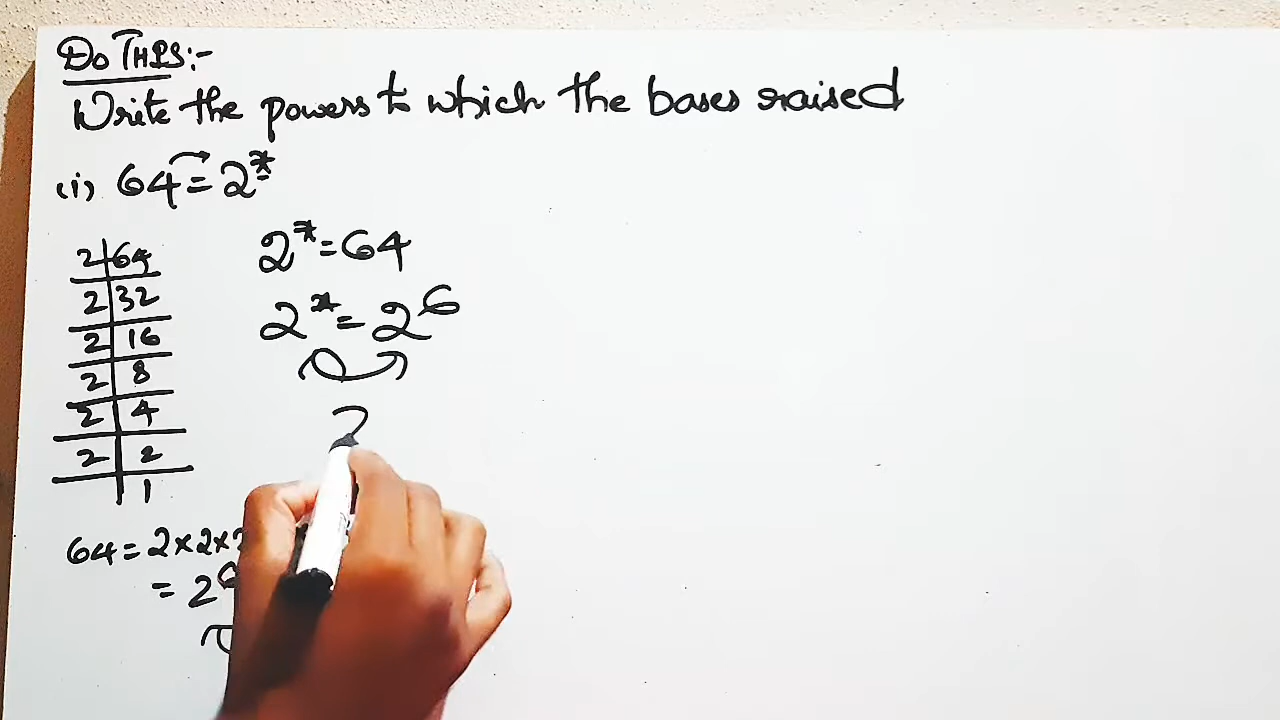 Do THIS:-
Write the powers to which the bases raised
(i) 64 = 2^x
2 | 64
2 | 32
2 | 16
2 | 8
2 | 4
2 | 2
1
64 = 2 × 2 ×
= 2
2^x = 64
2^x = 2^6